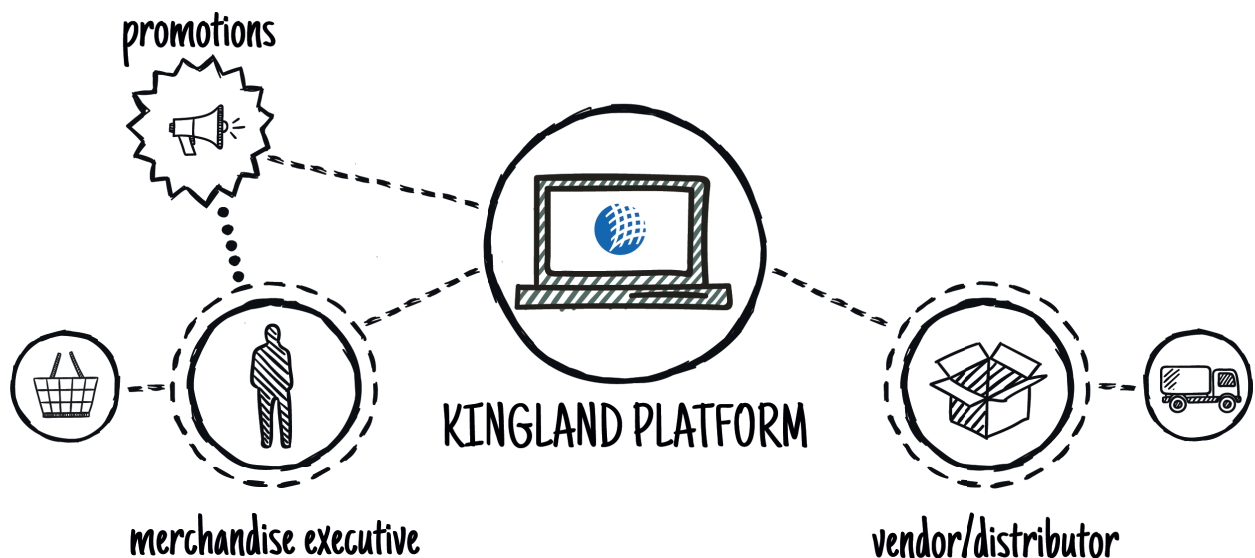 promotions
KINGLAND PLATFORM
merchandise executive
vendor/distributor